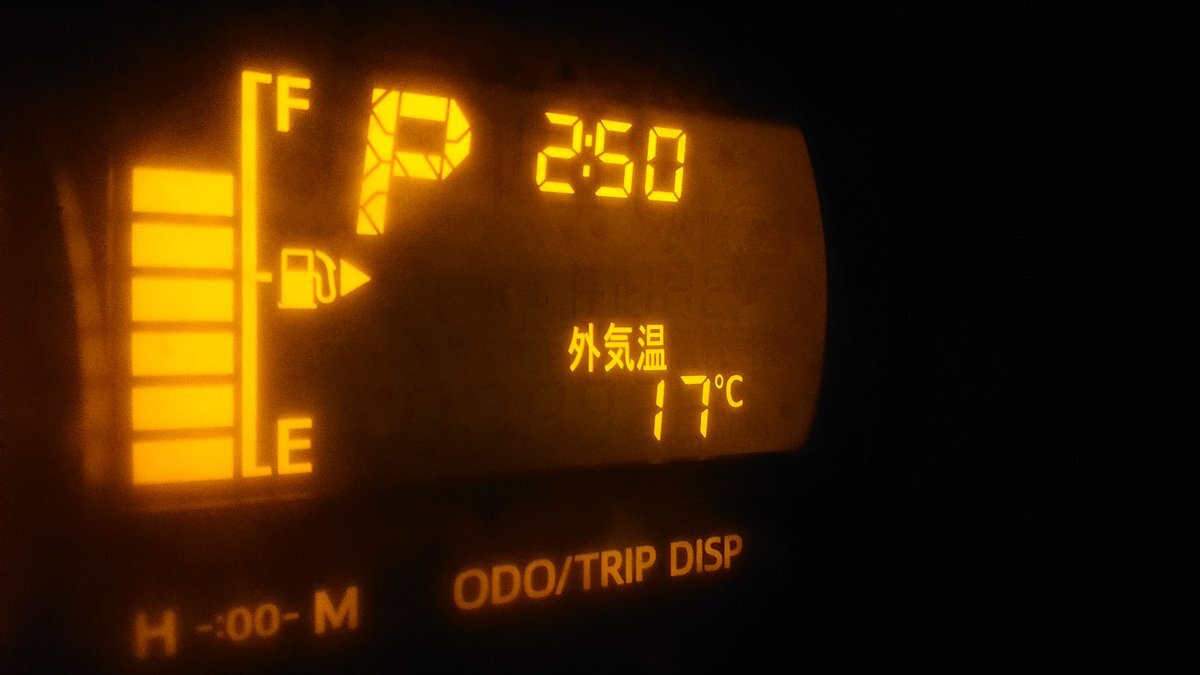 F
P 2:50
外気温
17°C
E
ODO/TRIP DISP
H -:00- M